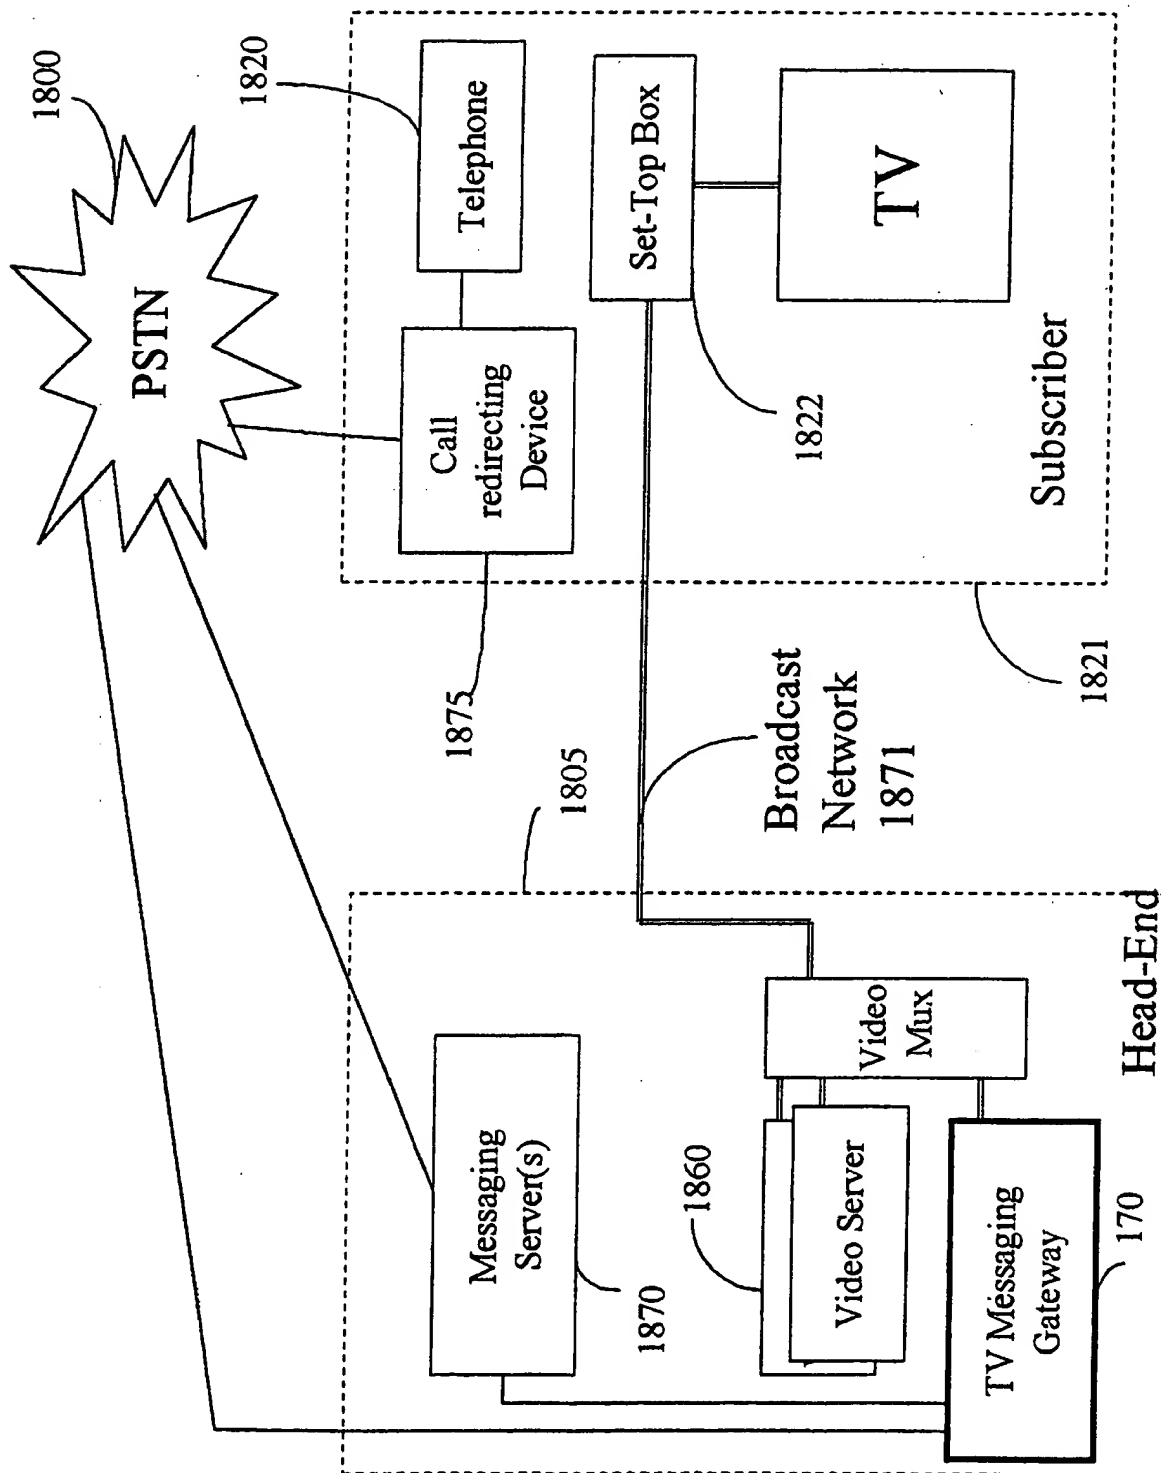 1800
PSTN
1820
Telephone
Call
redirecting
Device
1875
Set-Top Box
1822
TV
Subscriber
1821
1805
Broadcast
Network
1871
Messaging
Server(s)
1870
1860
Video Server
Video
Mux
TV Messaging
Gateway
170
Head-End